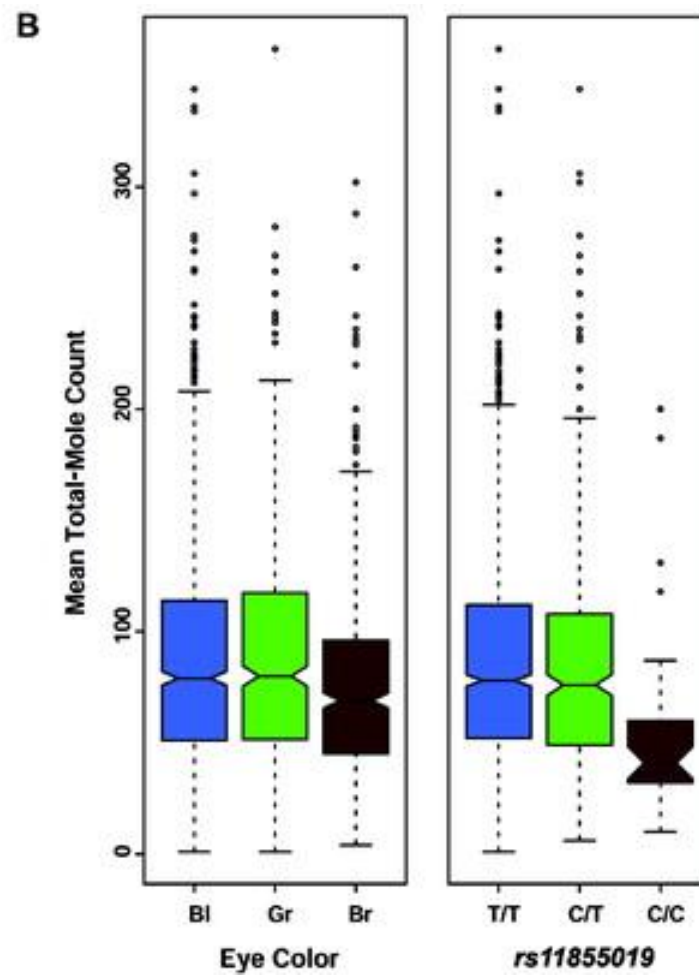 B
Mean Total-Mole Count
300
200
100
0
Bl Gr Br
Eye Color
T/T C/T C/C
rs11855019